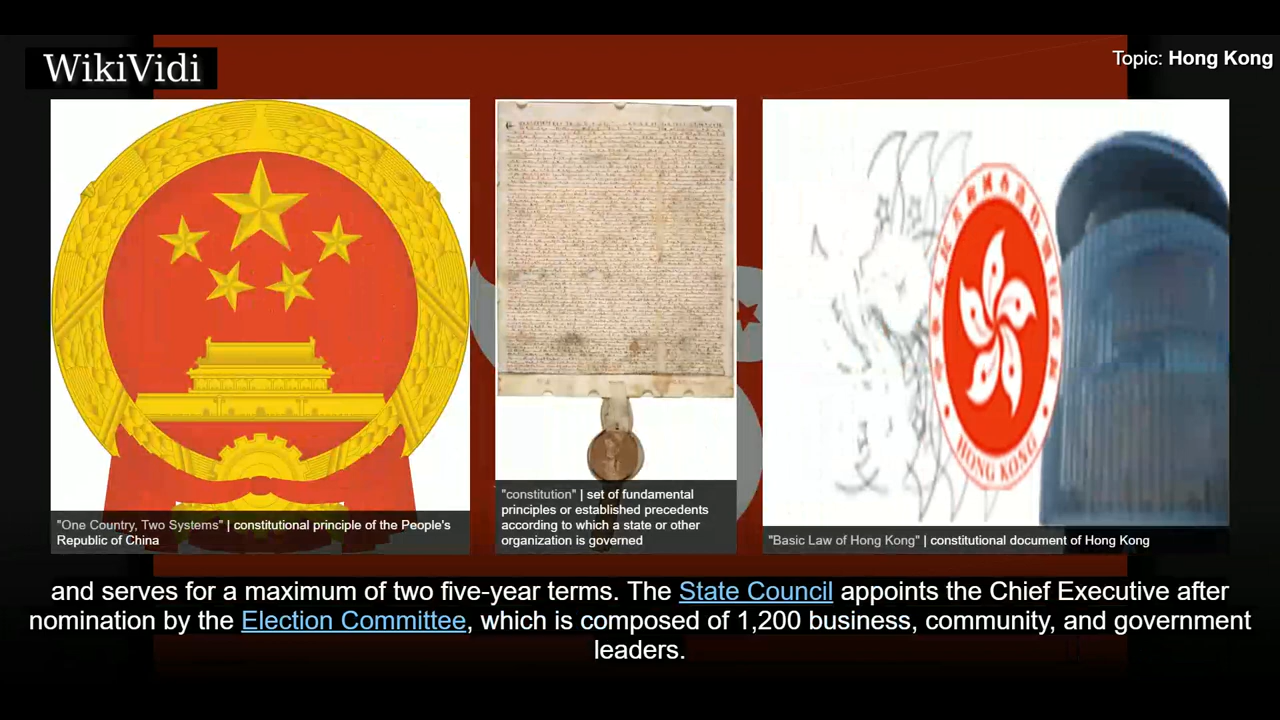 WikiVidi
Topic: Hong Kong
HONG KONG
"One Country, Two Systems" | constitutional principle of the People's
Republic of China
"constitution" | set of fundamental
principles or established precedents
according to which a state or other
organization is governed
"Basic Law of Hong Kong" | constitutional document of Hong Kong
and serves for a maximum of two five-year terms. The State Council appoints the Chief Executive after
nomination by the Election Committee, which is composed of 1,200 business, community, and government
leaders.